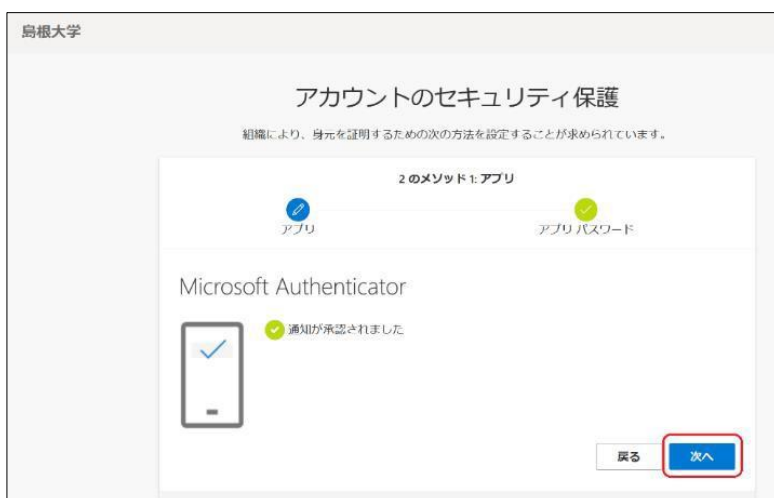 島根大学
アカウントのセキュリティ保護
組織により、身元を証明するための次の方法を設定することが求められています。
2 のメソッド 1: アプリ
アプリ
アプリ パスワード
Microsoft Authenticator
通知が承認されました
戻る
次へ